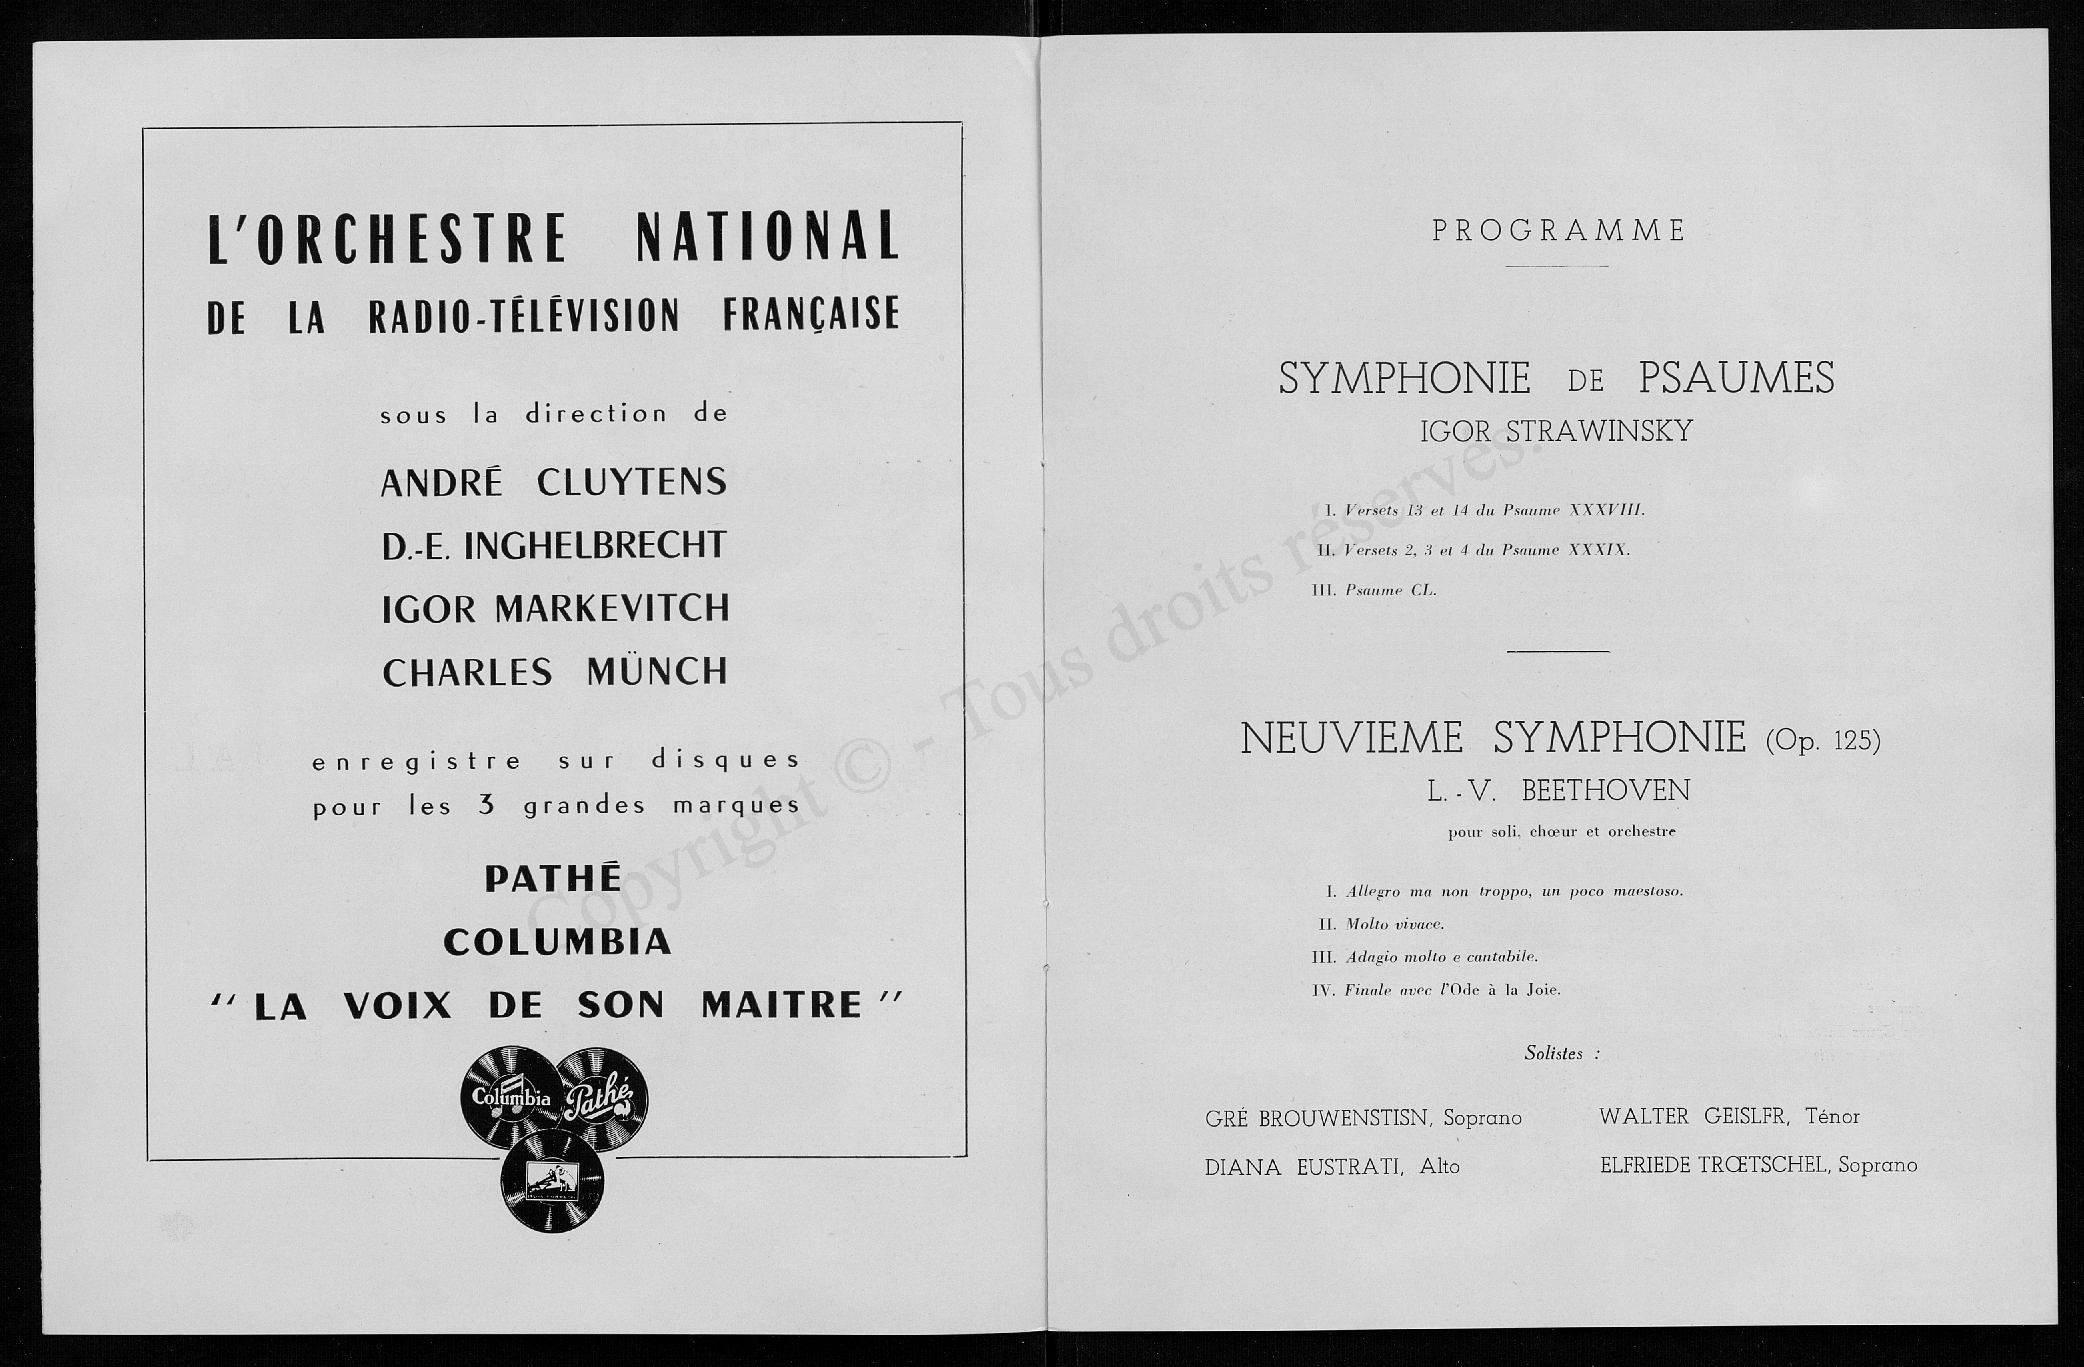 L'ORCHESTRE NATIONAL
DE LA RADIO-TÉLÉVISION FRANÇAISE
sous la direction de
ANDRÉ CLUYTENS
D.-E. INGHELBRECHT
IGOR MARKEVITCH
CHARLES MÜNCH
enregistre sur disques
pour les 3 grandes marques
PATHÉ
COLUMBIA
" LA VOIX DE SON MAITRE "
Columbia
Pathé
PROGRAMME
SYMPHONIE DE PSAUMES
IGOR STRAWINSKY
I. Versets 13 et 14 du Psaume XXXVIII.
II. Versets 2, 3 et 4 du Psaume XXXIX.
III. Psaume CL.
NEUVIEME SYMPHONIE (Op. 125)
L. - V. BEETHOVEN
pour soli, chœur et orchestre
I. Allegro ma non troppo, un poco maestoso.
II. Molto vivace.
III. Adagio molto e cantabile.
IV. Finale avec l'Ode à la Joie.
Solistes :
GRÉ BROUWENSTISN, Soprano
WALTER GEISLFR, Ténor
DIANA EUSTRATI, Alto
ELFRIEDE TRŒTSCHEL, Soprano
Copyright © - Tous droits réservés.